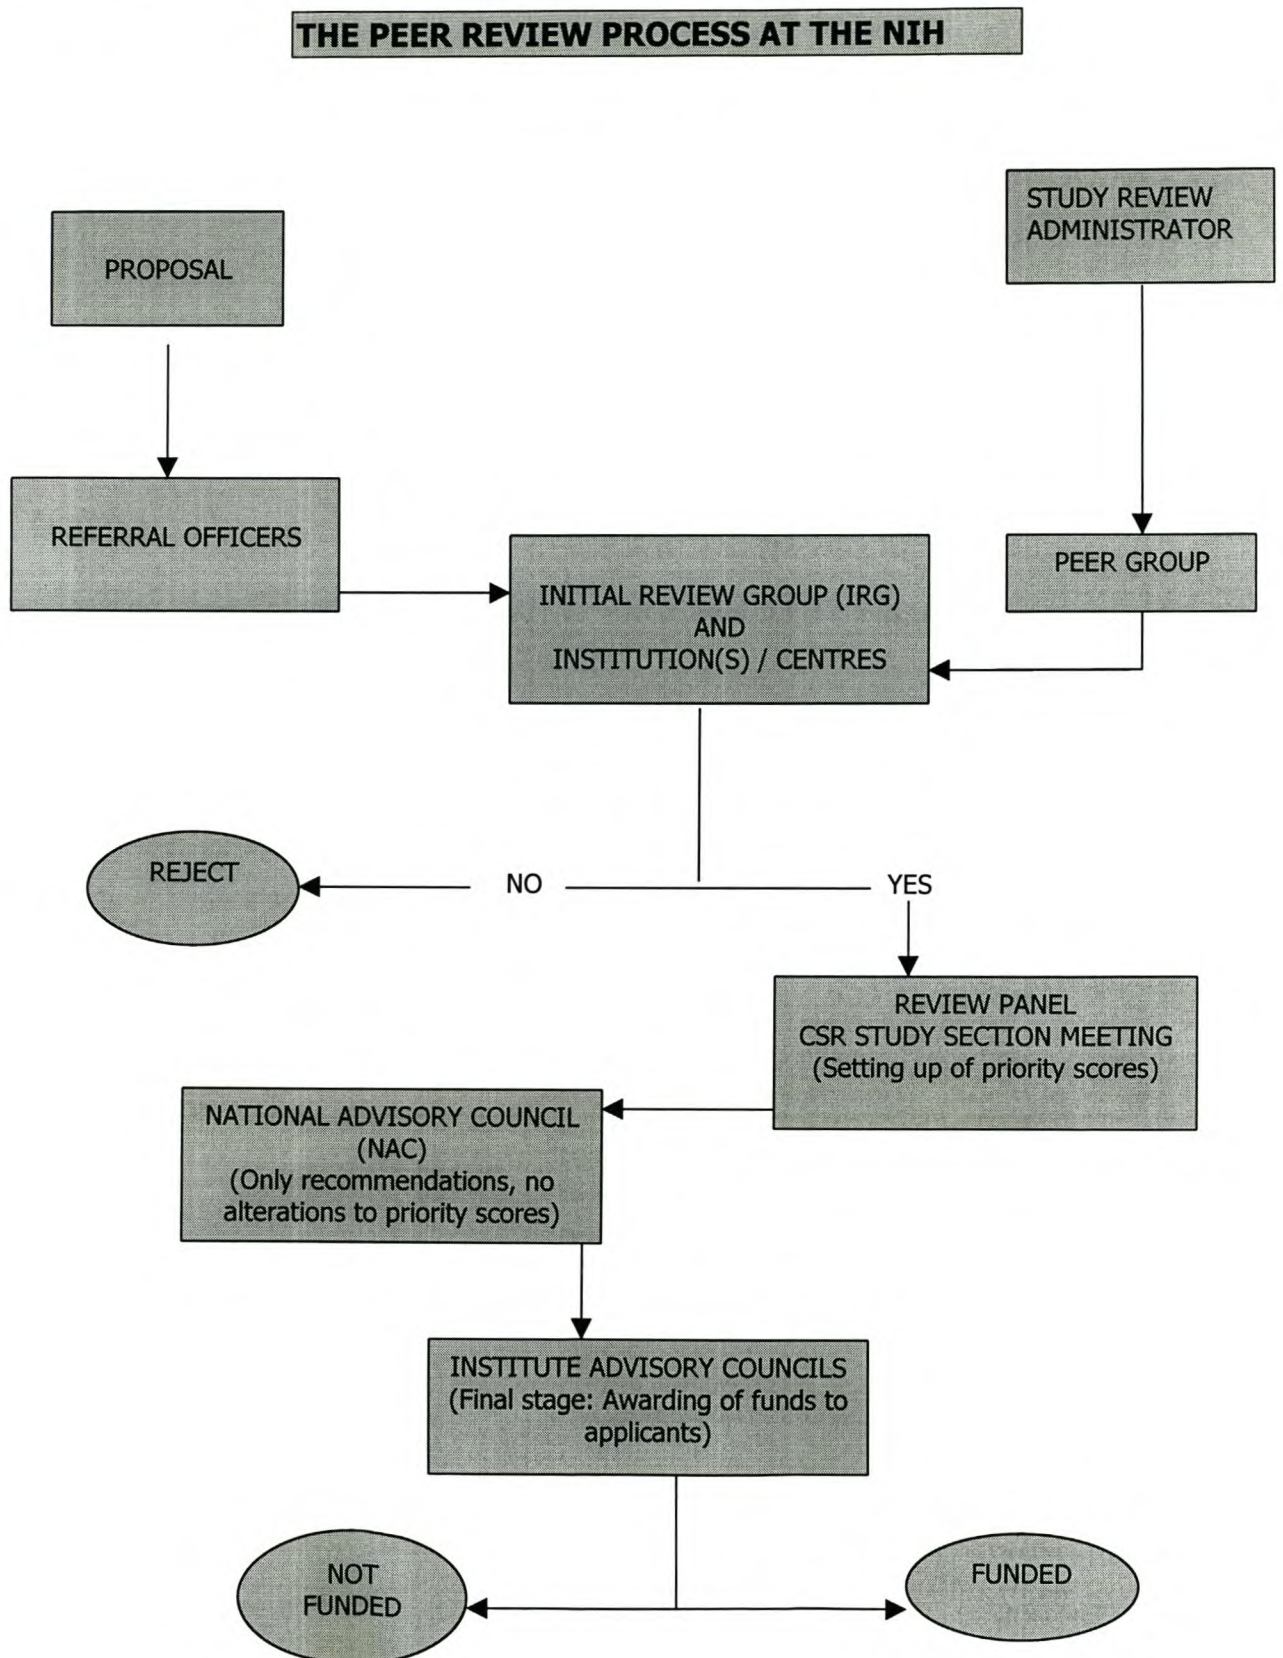 THE PEER REVIEW PROCESS AT THE NIH
STUDY REVIEW
ADMINISTRATOR
PROPOSAL
REFERRAL OFFICERS
INITIAL REVIEW GROUP (IRG)
AND
INSTITUTION(S) / CENTRES
PEER GROUP
REJECT
NO
YES
REVIEW PANEL
CSR STUDY SECTION MEETING
(Setting up of priority scores)
NATIONAL ADVISORY COUNCIL
(NAC)
(Only recommendations, no
alterations to priority scores)
INSTITUTE ADVISORY COUNCILS
(Final stage: Awarding of funds to
applicants)
NOT
FUNDED
FUNDED